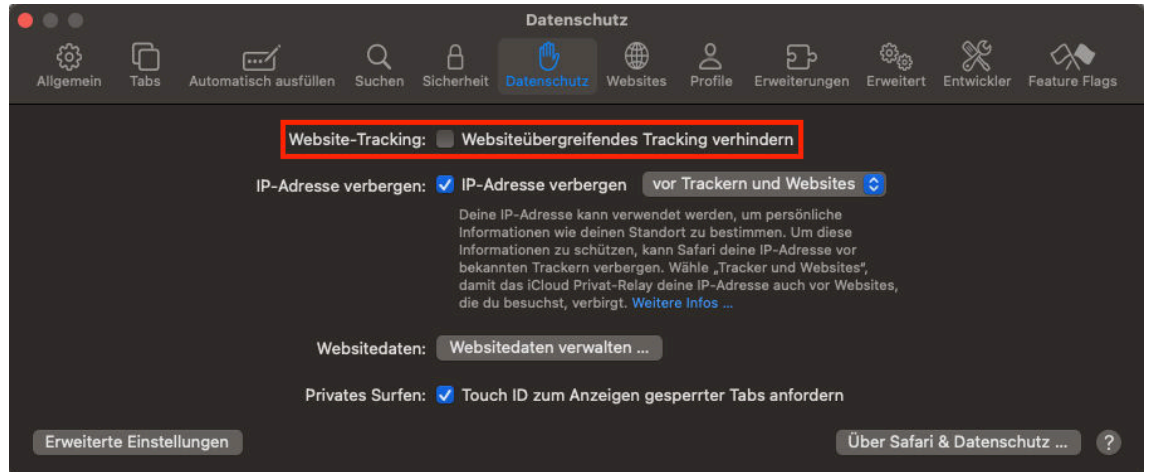 Datenschutz
Allgemein Tabs Automatisch ausfüllen Suchen Sicherheit Datenschutz Websites Profile Erweiterungen Erweitert Entwickler Feature Flags
Website-Tracking: Websiteübergreifendes Tracking verhindern
IP-Adresse verbergen: IP-Adresse verbergen vor Trackern und Websites
Deine IP-Adresse kann verwendet werden, um persönliche
Informationen wie deinen Standort zu bestimmen. Um diese
Informationen zu schützen, kann Safari deine IP-Adresse vor
bekannten Trackern verbergen. Wähle „Tracker und Websites“,
damit das iCloud Privat-Relay deine IP-Adresse auch vor Websites,
die du besuchst, verbirgt. Weitere Infos ...
Websitedaten: Websitedaten verwalten ...
Privates Surfen: Touch ID zum Anzeigen gesperrter Tabs anfordern
Erweiterte Einstellungen Über Safari & Datenschutz ... ?